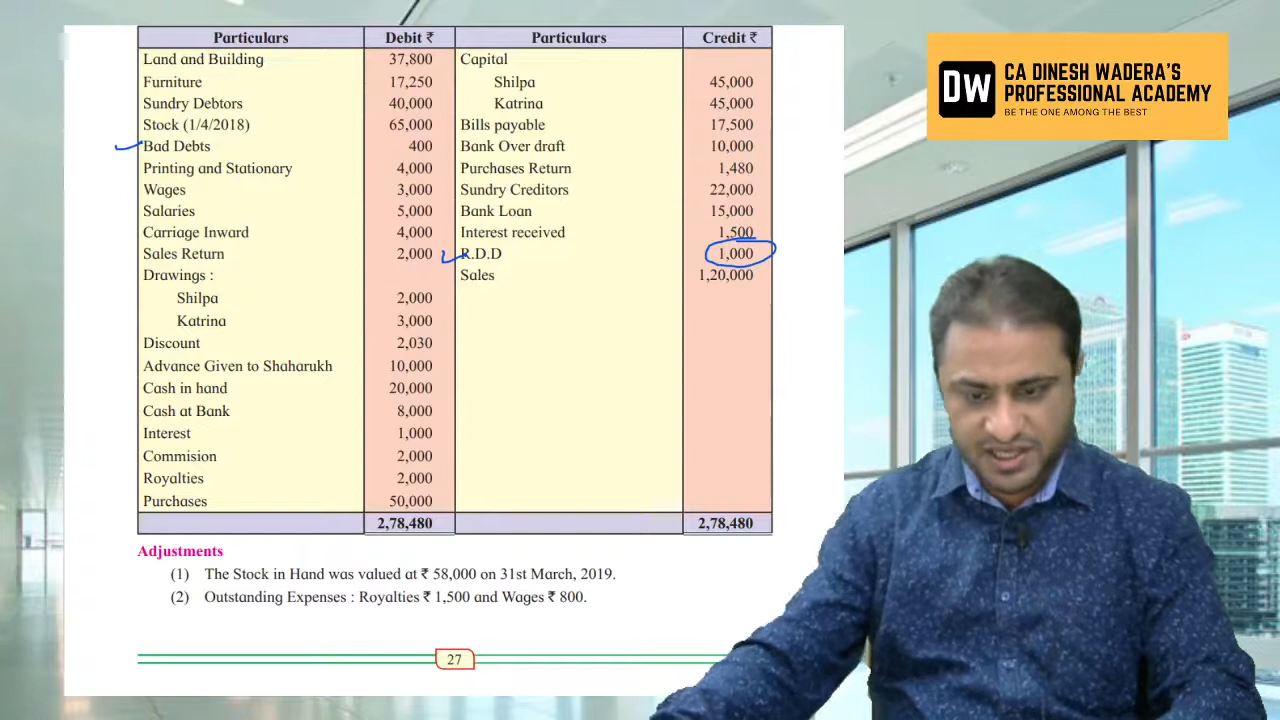 Particulars Debit ₹ Particulars Credit ₹
Land and Building 37,800 Capital
Furniture 17,250 Shilpa 45,000
Sundry Debtors 40,000 Katrina 45,000
Stock (1/4/2018) 65,000 Bills payable 17,500
Bad Debts 400 Bank Over draft 10,000
Printing and Stationary 4,000 Purchases Return 1,480
Wages 3,000 Sundry Creditors 22,000
Salaries 5,000 Bank Loan 15,000
Carriage Inward 4,000 Interest received 1,500
Sales Return 2,000 R.D.D 1,000
Drawings : Sales 1,20,000
Shilpa 2,000
Katrina 3,000
Discount 2,030
Advance Given to Shaharukh 10,000
Cash in hand 20,000
Cash at Bank 8,000
Interest 1,000
Commision 2,000
Royalties 2,000
Purchases 50,000
2,78,480 2,78,480
Adjustments
(1) The Stock in Hand was valued at ₹ 58,000 on 31st March, 2019.
(2) Outstanding Expenses : Royalties ₹ 1,500 and Wages ₹ 800.
27
DW
CA DINESH WADERA'S
PROFESSIONAL ACADEMY
BE THE ONE AMONG THE BEST